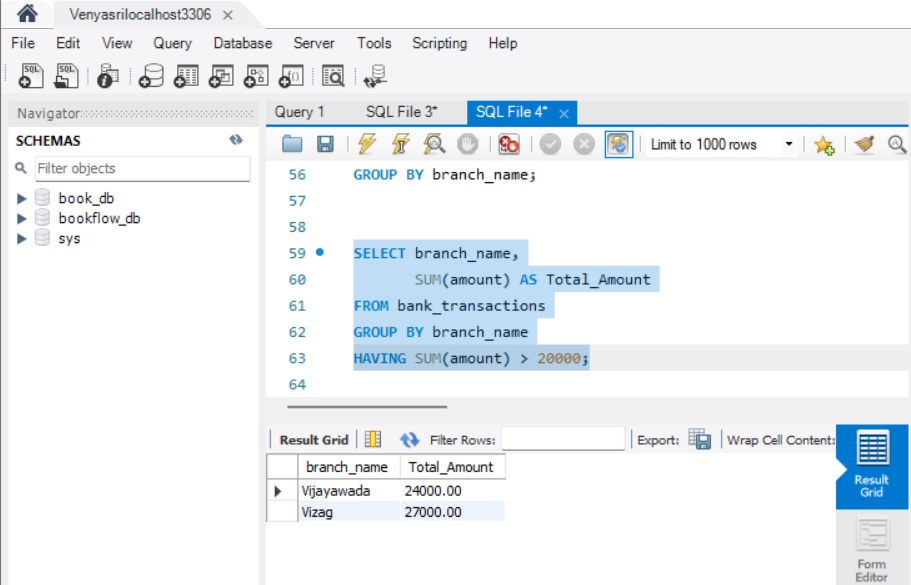 Venyasrilocalhost3306
File Edit View Query Database Server Tools Scripting Help
SQL SQL
Navigator
SCHEMAS
Filter objects
book_db
bookflow_db
sys
Query 1 SQL File 3* SQL File 4*
Limit to 1000 rows
56 GROUP BY branch_name;
57
58
59 SELECT branch_name,
60 SUM(amount) AS Total_Amount
61 FROM bank_transactions
62 GROUP BY branch_name
63 HAVING SUM(amount) > 20000;
64
Result Grid Filter Rows: Export: Wrap Cell Content:
branch_name Total_Amount
Vijayawada 24000.00
Vizag 27000.00
Result
Grid
Form
Editor